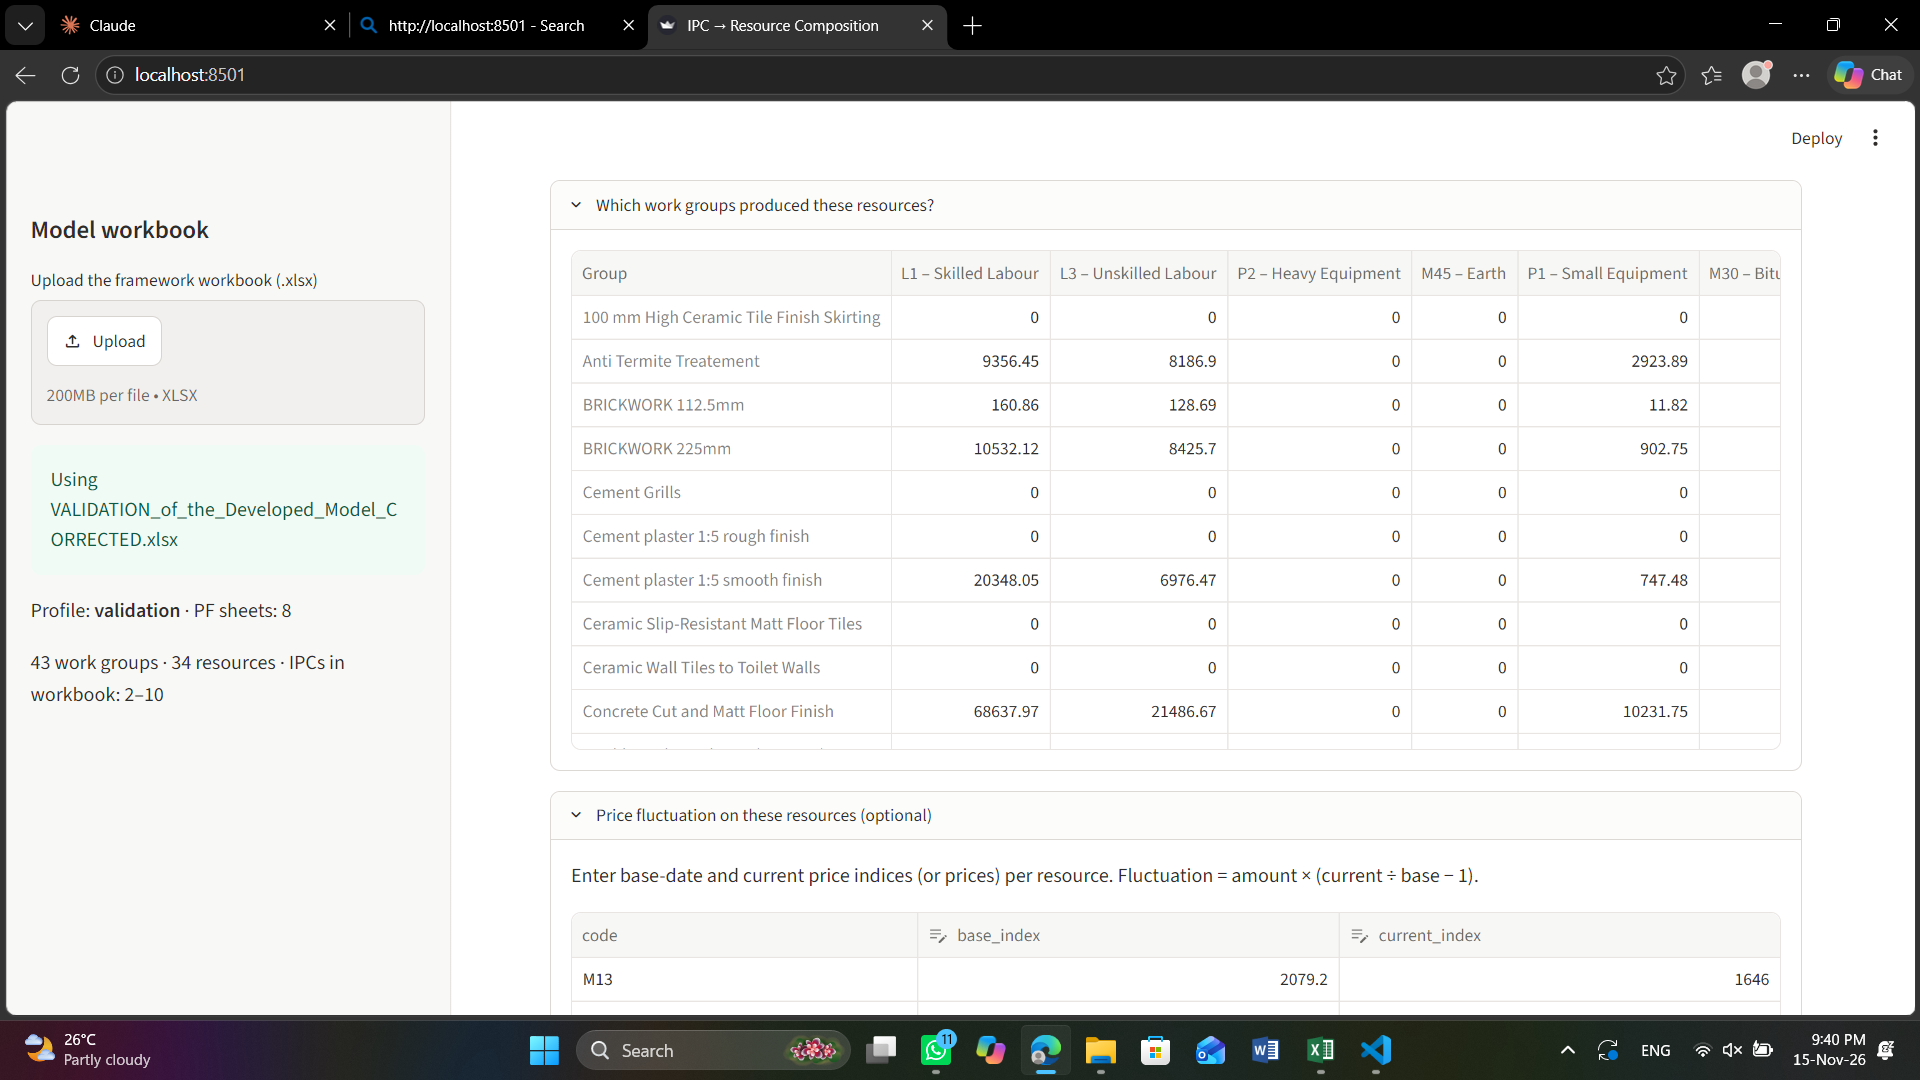 Claude
http://localhost:8501 - Search
IPC → Resource Composition
localhost:8501
Chat
Deploy
Model workbook
Upload the framework workbook (.xlsx)
Upload
200MB per file • XLSX
Using
VALIDATION_of_the_Developed_Model_C
ORRECTED.xlsx
Profile: validation · PF sheets: 8
43 work groups · 34 resources · IPCs in
workbook: 2–10
Which work groups produced these resources?
Group L1 – Skilled Labour L3 – Unskilled Labour P2 – Heavy Equipment M45 – Earth P1 – Small Equipment M30 – Bitu
100 mm High Ceramic Tile Finish Skirting 0 0 0 0 0
Anti Termite Treatement 9356.45 8186.9 0 0 2923.89
BRICKWORK 112.5mm 160.86 128.69 0 0 11.82
BRICKWORK 225mm 10532.12 8425.7 0 0 902.75
Cement Grills 0 0 0 0 0
Cement plaster 1:5 rough finish 0 0 0 0 0
Cement plaster 1:5 smooth finish 20348.05 6976.47 0 0 747.48
Ceramic Slip-Resistant Matt Floor Tiles 0 0 0 0 0
Ceramic Wall Tiles to Toilet Walls 0 0 0 0 0
Concrete Cut and Matt Floor Finish 68637.97 21486.67 0 0 10231.75
Price fluctuation on these resources (optional)
Enter base-date and current price indices (or prices) per resource. Fluctuation = amount × (current ÷ base − 1).
code base_index current_index
M13 2079.2 1646
26°C
Partly cloudy
Search
11
ENG
9:40 PM
15-Nov-26